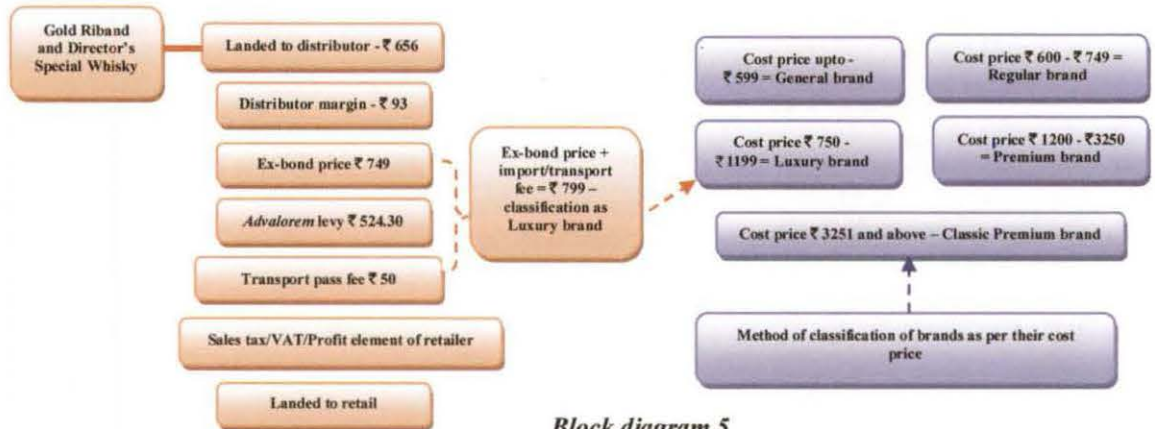 Gold Riband
and Director's
Special Whisky
Landed to distributor - ₹ 656
Distributor margin - ₹ 93
Ex-bond price ₹ 749
Advalorem levy ₹ 524.30
Transport pass fee ₹ 50
Sales tax/VAT/Profit element of retailer
Landed to retail
Ex-bond price +
import/transport
fee = ₹ 799 –
classification as
Luxury brand
Cost price upto -
₹ 599 = General brand
Cost price ₹ 600 - ₹ 749 =
Regular brand
Cost price ₹ 750 -
₹ 1199 = Luxury brand
Cost price ₹ 1200 - ₹3250
= Premium brand
Cost price ₹ 3251 and above – Classic Premium brand
Method of classification of brands as per their cost
price
Block diagram 5